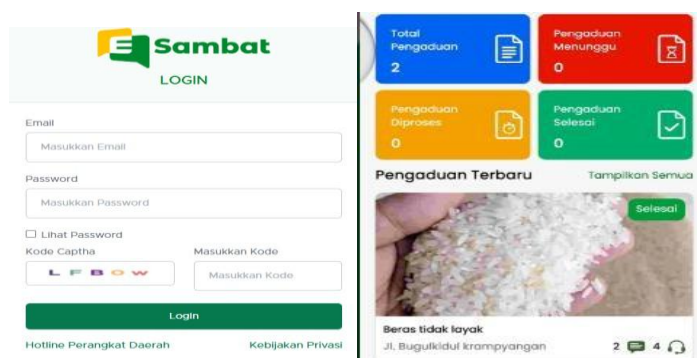 E Sambat
LOGIN
Email
Masukkan Email
Password
Masukkan Password
Lihat Password
Kode Captha
Masukkan Kode
L F B O W
Masukkan Kode
Login
Hotline Perangkat Daerah
Kebijakan Privasi
Total
Pengaduan
2
Pengaduan
Menunggu
0
Pengaduan
Diproses
0
Pengaduan
Selesai
0
Pengaduan Terbaru
Tampilkan Semua
Selesai
Beras tidak layak
Jl. Bugulkidul krampyangan
2
4